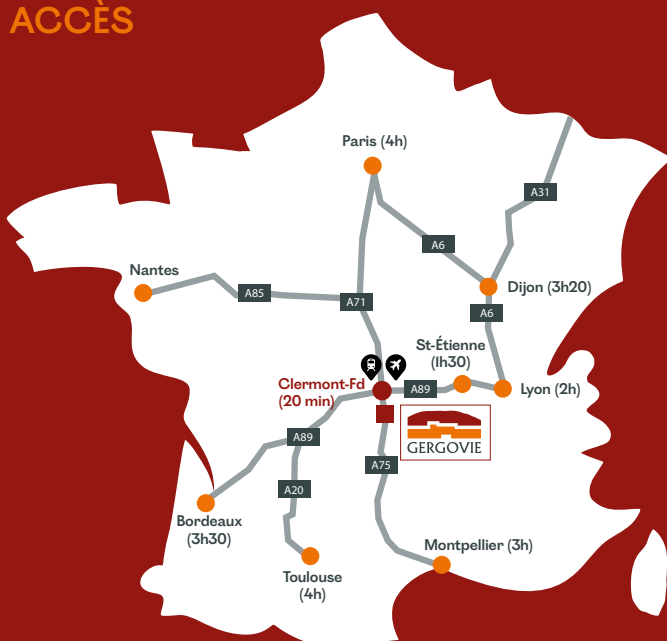 ACCÈS
Paris (4h)
A31
A6
Nantes
Dijon (3h20)
A85
A71
A6
St-Étienne
(1h30)
Clermont-Fd
(20 min)
A89
Lyon (2h)
GERGOVIE
A89
A75
A20
Bordeaux
(3h30)
Montpellier (3h)
Toulouse
(4h)